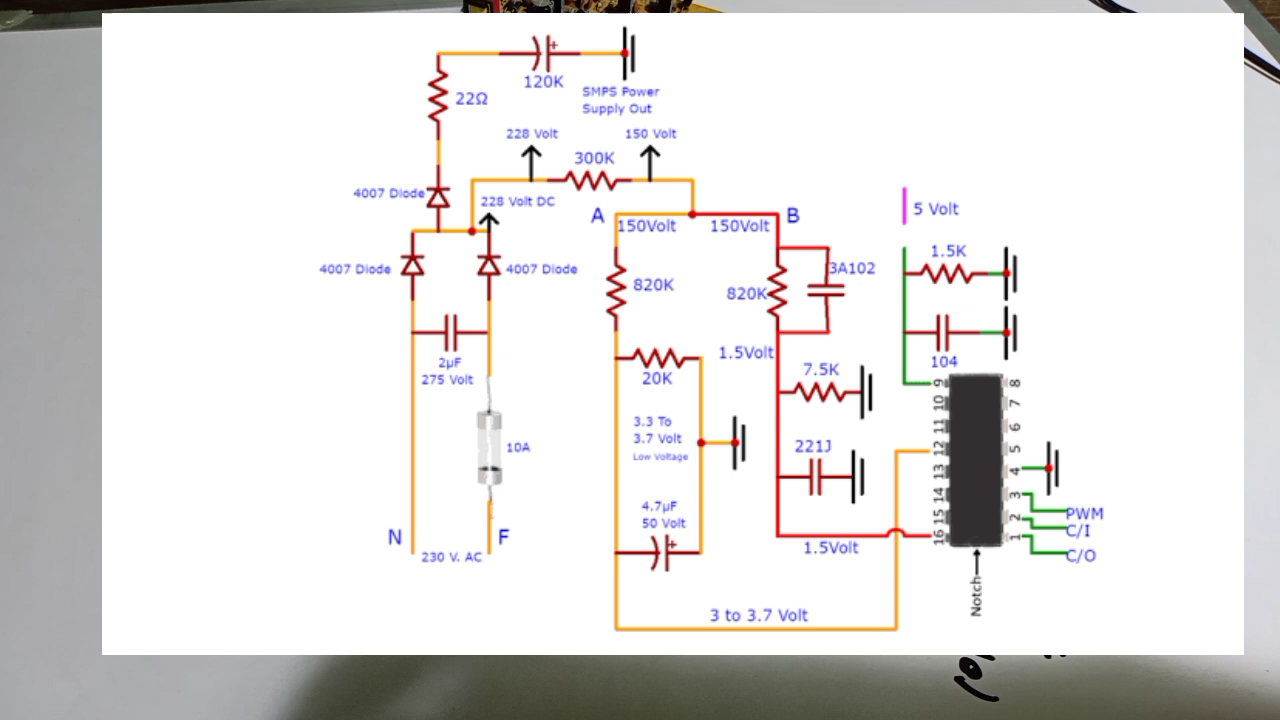 120K
22Ω
SMPS Power
Supply Out
228 Volt
150 Volt
300K
4007 Diode
228 Volt DC
A
B
150Volt
150Volt
5 Volt
4007 Diode
4007 Diode
820K
820K
3A102
1.5K
2µF
275 Volt
20K
1.5Volt
7.5K
104
3.3 To
3.7 Volt
Low Voltage
10A
221J
4.7µF
50 Volt
N
F
230 V. AC
1.5Volt
3 to 3.7 Volt
9
10
11
12
13
14
15
16
8
7
6
5
4
3
2
1
PWM
C/I
C/O
Notch